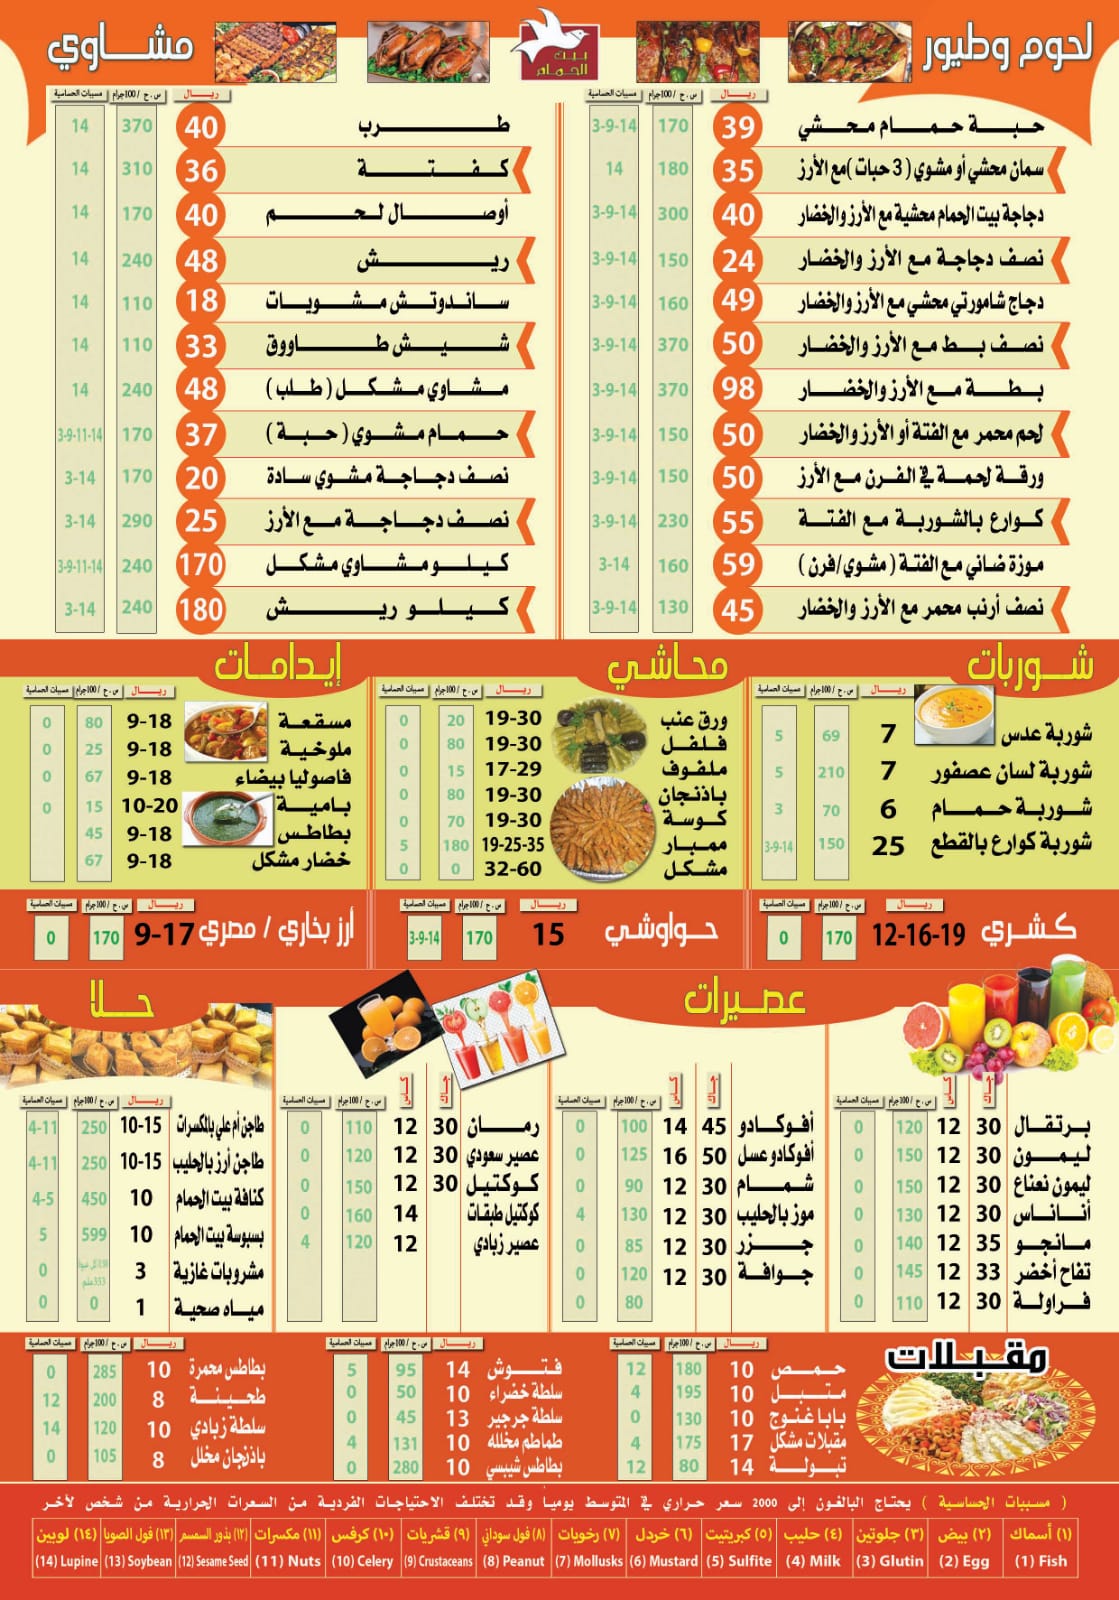 لحوم وطيور
مشاوي
بيت الحمام
ريال س.ح /100جرام مسببات الحساسية
حبة حمام محشي 39 170 3-9-14
سمان محشي أو مشوي ( 3 حبات )مع الأرز 35 180 14
دجاجة بيت الحمام محشية مع الأرز والخضار 40 300 3-9-14
نصف دجاجة مع الأرز والخضار 24 150 3-9-14
دجاج شامورتي محشي مع الأرز والخضار 49 160 3-9-14
نصف بط مع الأرز والخضار 50 370 3-9-14
بطة مع الأرز والخضار 98 370 3-9-14
لحم محمر مع الفتة أو الأرز والخضار 50 150 3-9-14
ورقة لحمة في الفرن مع الأرز 50 150 3-9-14
كوارع بالشوربة مع الفتة 55 230 3-9-14
موزة ضاني مع الفتة ( مشوي/فرن ) 59 160 3-14
نصف أرنب محمر مع الأرز والخضار 45 130 3-9-14
ريال س.ح /100جرام مسببات الحساسية
طرب 40 370 14
كفتة 36 310 14
أوصال لحم 40 170 14
ريش 48 240 14
ساندوتش مشويات 18 110 14
شيش طاووق 33 110 14
مشاوي مشكل ( طلب ) 48 240 14
حمام مشوي ( حبة ) 37 170 3-9-11-14
نصف دجاجة مشوي سادة 20 170 3-14
نصف دجاجة مع الأرز 25 290 3-14
كيلو مشاوي مشكل 170 240 3-9-11-14
كيلو ريش 180 240 3-14
شوربات
ريال س.ح /100جرام مسببات الحساسية
شوربة عدس 7 69 5
شوربة لسان عصفور 7 210 5
شوربة حمام 6 70 3
شوربة كوارع بالقطع 25 150 3-9-14
محاشي
ريال س.ح /100جرام مسببات الحساسية
ورق عنب 19-30 20 0
فلفل 19-30 80 0
ملفوف 17-29 15 0
باذنجان 19-30 80 0
كوسة 19-30 70 0
ممبار 19-25-35 180 5
مشكل 32-60 0 0
إيدامات
ريال س.ح /100جرام مسببات الحساسية
مسقعة 9-18 80 0
ملوخية 9-18 25 0
فاصوليا بيضاء 9-18 67 0
بامية 10-20 15 0
بطاطس 9-18 45
خضار مشكل 9-18 67
ريال س.ح /100جرام مسببات الحساسية
كشري 12-16-19 170 0
ريال س.ح /100جرام مسببات الحساسية
حواوشي 15 170 3-9-14
ريال س.ح /100جرام مسببات الحساسية
أرز بخاري / مصري 9-17 170 0
عصيرات
جاك كاس س.ح /100جرام مسببات الحساسية
برتقال 30 12 120 0
ليمون 30 12 150 0
ليمون نعناع 30 12 150 0
أناناس 30 12 130 0
مانجو 35 12 140 0
تفاح أخضر 33 12 145 0
فراولة 30 12 110 0
جاك كاس س.ح /100جرام مسببات الحساسية
أفوكادو 45 14 100 0
أفوكادو عسل 50 16 125 0
شمام 30 12 90 0
موز بالحليب 30 12 130 4
جزر 30 12 85 0
جوافة 30 12 120 0
80 0
كاس س.ح /100جرام مسببات الحساسية
رمان 30 12 110 0
عصير سعودي 30 12 120 0
كوكتيل 30 12 150 0
كوكتيل طبقات 14 160 0
عصير زبادي 12 120 4
حلا
ريال س.ح /100جرام مسببات الحساسية
طاجن أم علي بالمكسرات 10-15 250 4-11
طاجن أرز بالحليب 10-15 250 4-11
كنافة بيت الحمام 10 450 4-5
بسبوسة بيت الحمام 10 599 5
مشروبات غازية 3 0
مياه صحية 1 0 0
مقبلات
ريال س.ح /100جرام مسببات الحساسية
حمص 10 180 12
متبل 10 195 4
بابا غنوج 10 130 0
مقبلات مشكل 17 175 4
تبولة 14 80 12
ريال س.ح /100جرام مسببات الحساسية
فتوش 14 95 5
سلطة خضراء 10 50 0
سلطة جرجير 13 45 0
طماطم مخلله 10 131 4
بطاطس شيبسي 10 280 0
ريال س.ح /100جرام مسببات الحساسية
بطاطس محمرة 10 285 0
طحينة 8 200 12
سلطة زبادي 10 120 14
باذنجان مخلل 8 105 0
( مسببات الحساسية ) يحتاج البالغون إلى 2000 سعر حراري في المتوسط يومياً وقد تختلف الاحتياجات الفردية من السعرات الحرارية من شخص لآخر
(١) أسماك (٢) بيض (٣) جلوتين (٤) حليب (٥) كبريتيت (٦) خردل (٧) رخويات (٨) فول سوداني (٩) قشريات (١٠) كرفس (١١) مكسرات (١٢) بذور السمسم (١٣) فول الصويا (١٤) لوبين
(1) Fish (2) Egg (3) Glutin (4) Milk (5) Sulfite (6) Mustard (7) Mollusks (8) Peanut (9) Crustaceans (10) Celery (11) Nuts (12) Sesame Seed (13) Soybean (14) Lupine